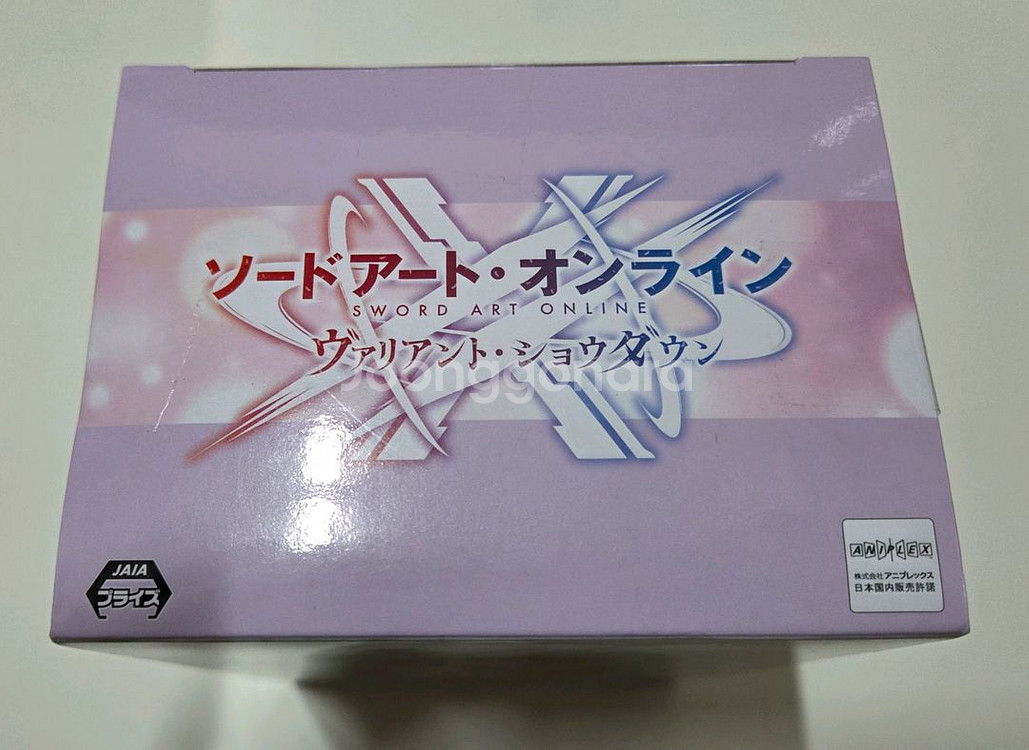 ソードアート・オンライン
SWORD ART ONLINE
ヴァリアント・ショウダウン
Joonggonara
JAIA
プライズ
ANIPLEX
株式会社アニプレックス
日本国内販売許諾